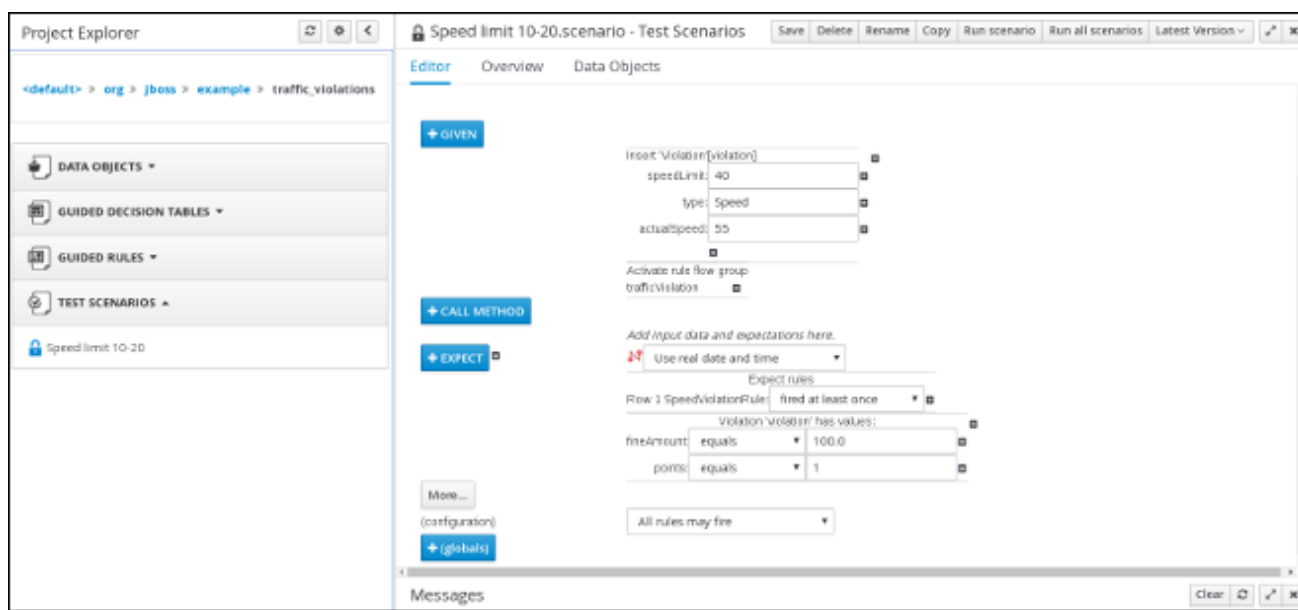 Project Explorer
<default> » org » jboss » example » traffic_violations
DATA OBJECTS
GUIDED DECISION TABLES
GUIDED RULES
TEST SCENARIOS
Speed limit 10-20
Speed limit 10-20.scenario - Test Scenarios
Save Delete Rename Copy Run scenario Run all scenarios Latest Version
Editor Overview Data Objects
+ GIVEN
Insert 'Violation'[violation]
speedLimit: 40
type: Speed
actualSpeed: 55
Activate rule flow group
trafficViolation
+ CALL METHOD
Add input data and expectations here.
+ EXPECT
Use real date and time
Expect rules
Row 1 SpeedViolationRule: fired at least once
Violation 'violation' has values:
fineAmount: equals 100.0
points: equals 1
More...
(configuration) All rules may fire
+ (globals)
Messages
Clear